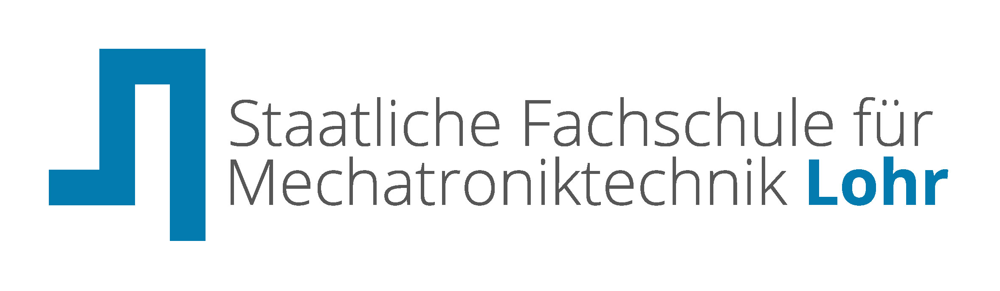 Staatliche Fachschule für
Mechatroniktechnik Lohr